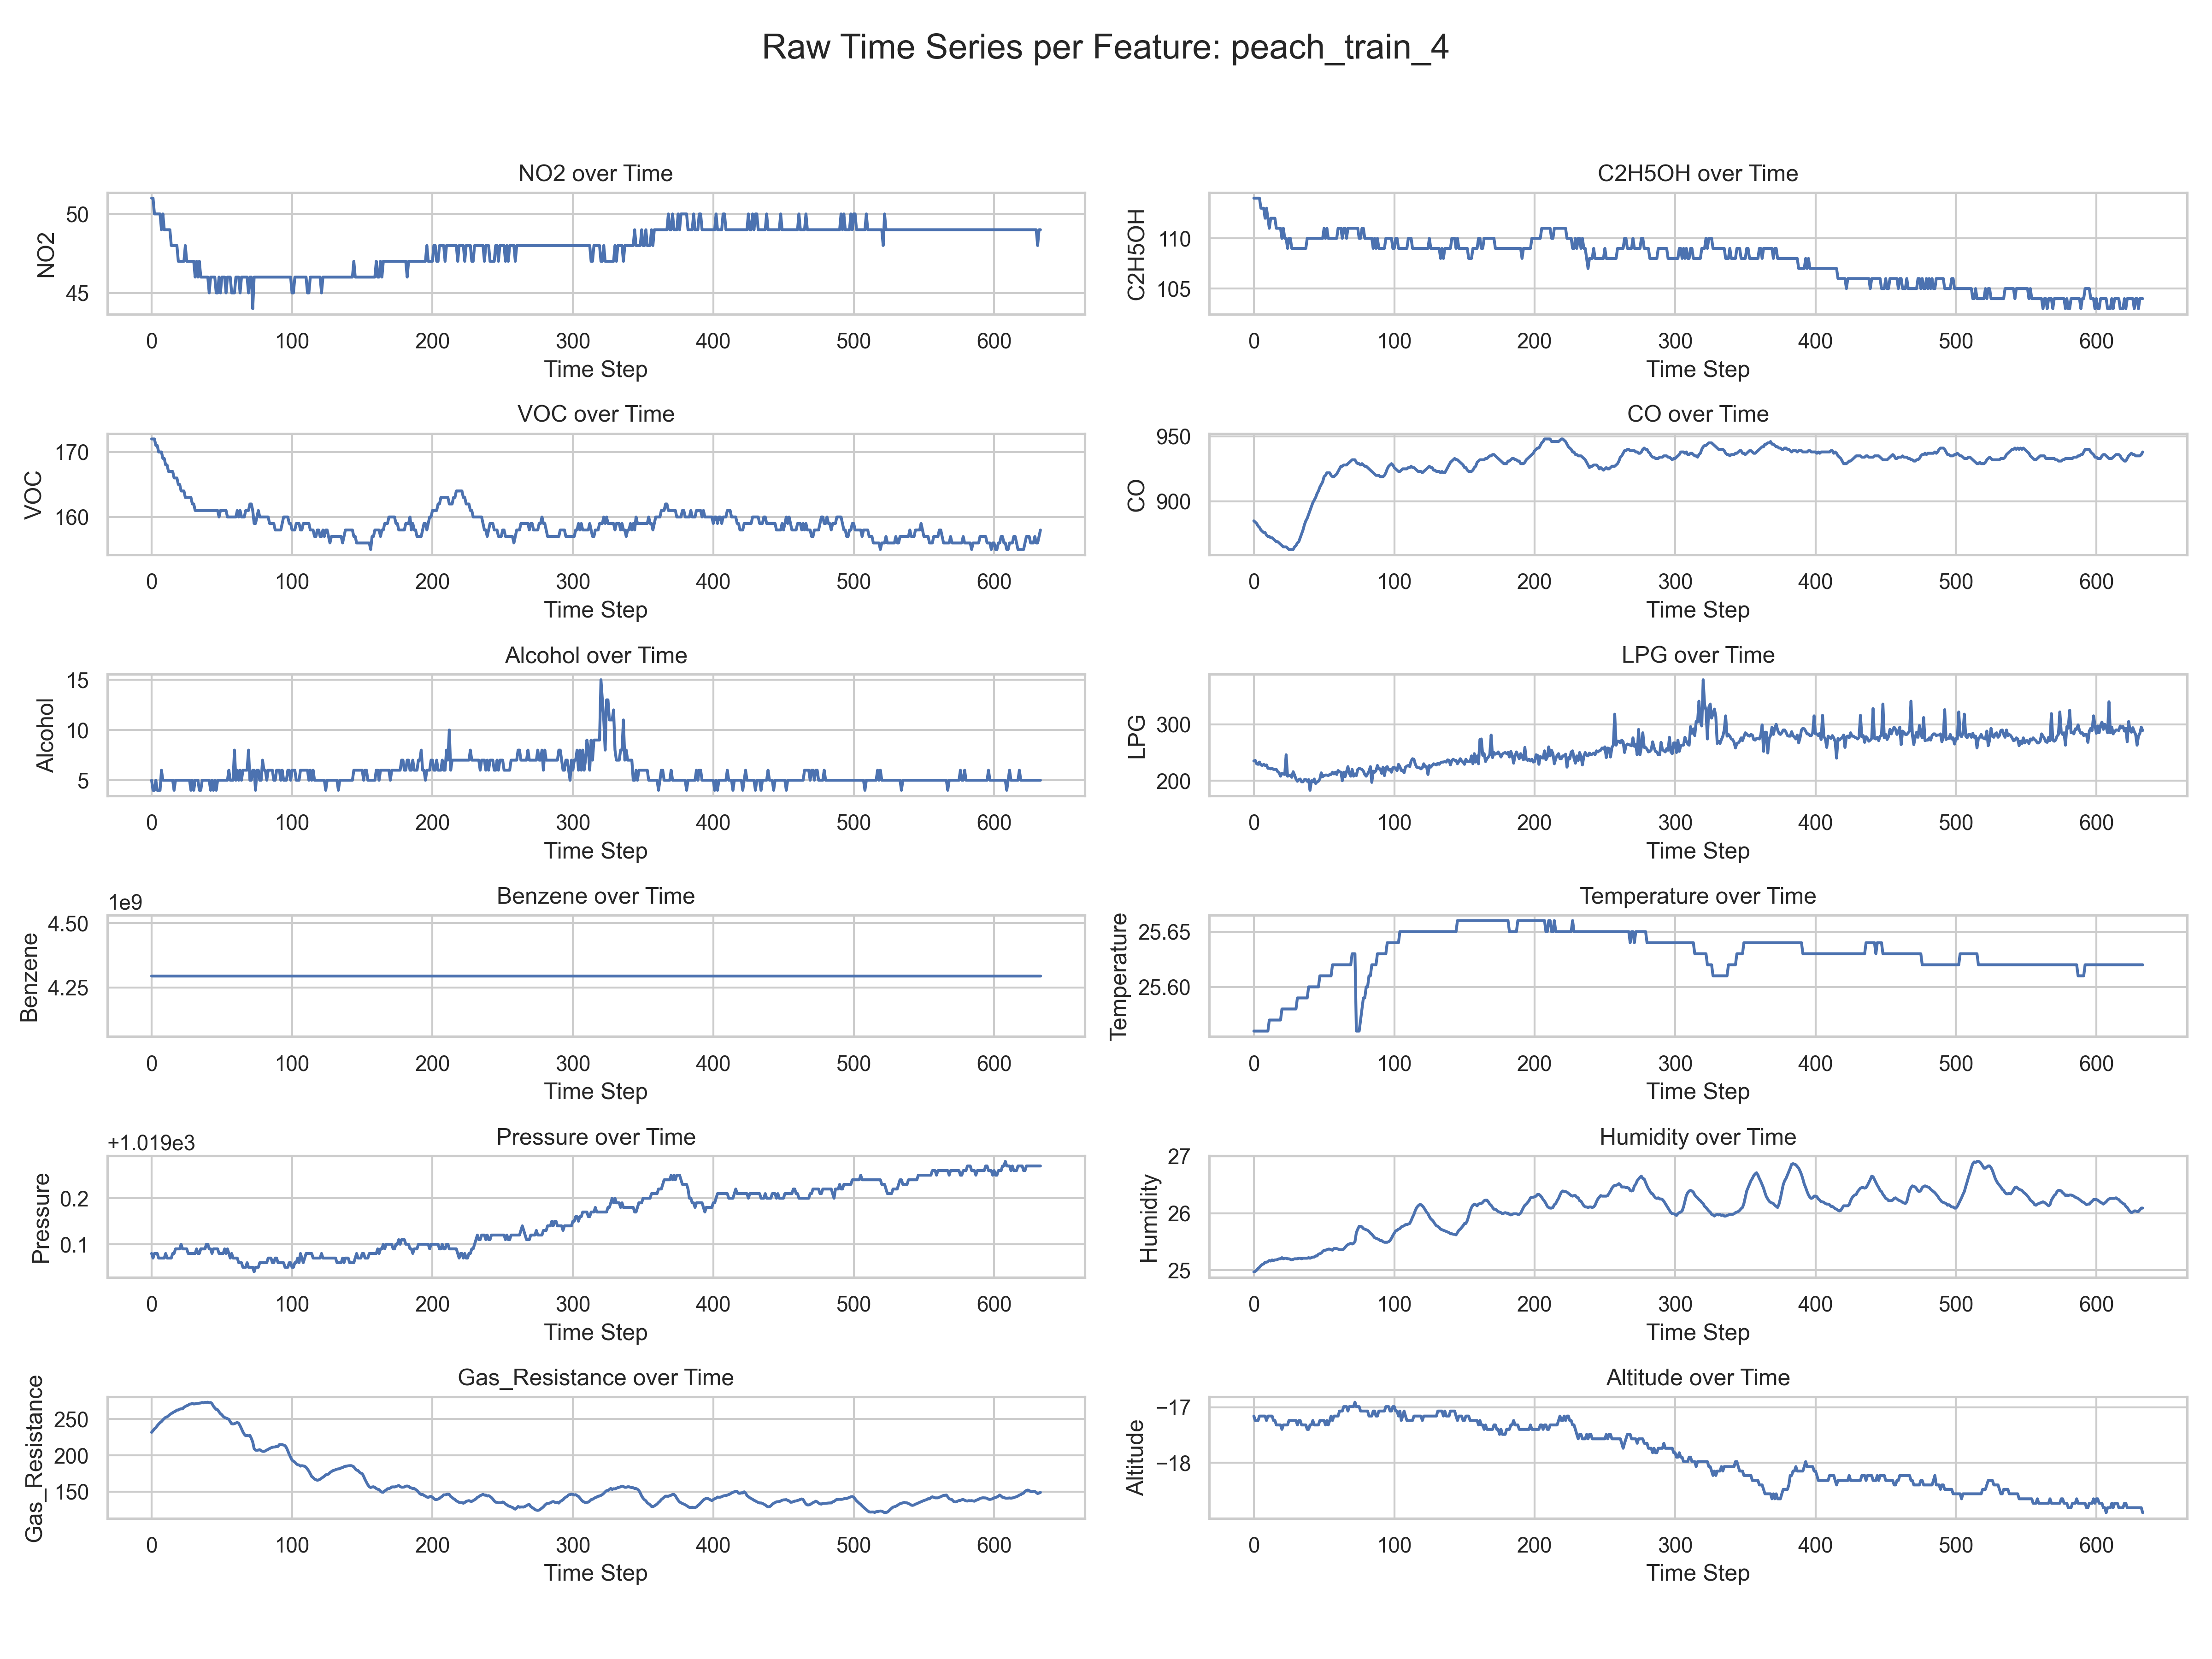 Raw Time Series per Feature: peach_train_4
NO2 over Time
NO2
50
45
0 100 200 300 400 500 600
Time Step
C2H5OH over Time
C2H5OH
110
105
0 100 200 300 400 500 600
Time Step
VOC over Time
VOC
170
160
0 100 200 300 400 500 600
Time Step
CO over Time
CO
950
900
0 100 200 300 400 500 600
Time Step
Alcohol over Time
Alcohol
15
10
5
0 100 200 300 400 500 600
Time Step
LPG over Time
LPG
300
200
0 100 200 300 400 500 600
Time Step
Benzene over Time
1e9
Benzene
4.50
4.25
0 100 200 300 400 500 600
Time Step
Temperature over Time
Temperature
25.65
25.60
0 100 200 300 400 500 600
Time Step
Pressure over Time
+1.019e3
Pressure
0.2
0.1
0 100 200 300 400 500 600
Time Step
Humidity over Time
Humidity
27
26
25
0 100 200 300 400 500 600
Time Step
Gas_Resistance over Time
Gas_Resistance
250
200
150
0 100 200 300 400 500 600
Time Step
Altitude over Time
Altitude
−17
−18
0 100 200 300 400 500 600
Time Step